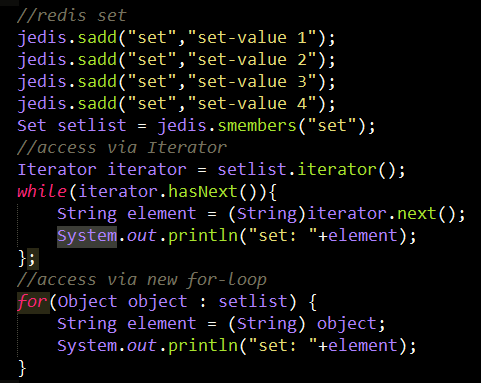 //redis set
jedis.sadd("set","set-value 1");
jedis.sadd("set","set-value 2");
jedis.sadd("set","set-value 3");
jedis.sadd("set","set-value 4");
Set setlist = jedis.smembers("set");
//access via Iterator
Iterator iterator = setlist.iterator();
while(iterator.hasNext()){
    String element = (String)iterator.next();
    System.out.println("set: "+element);
};
//access via new for-loop
for(Object object : setlist) {
    String element = (String) object;
    System.out.println("set: "+element);
}